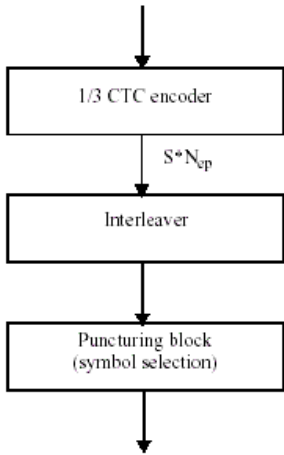 1/3 CTC encoder
S*N_ep
Interleaver
Puncturing block
(symbol selection)